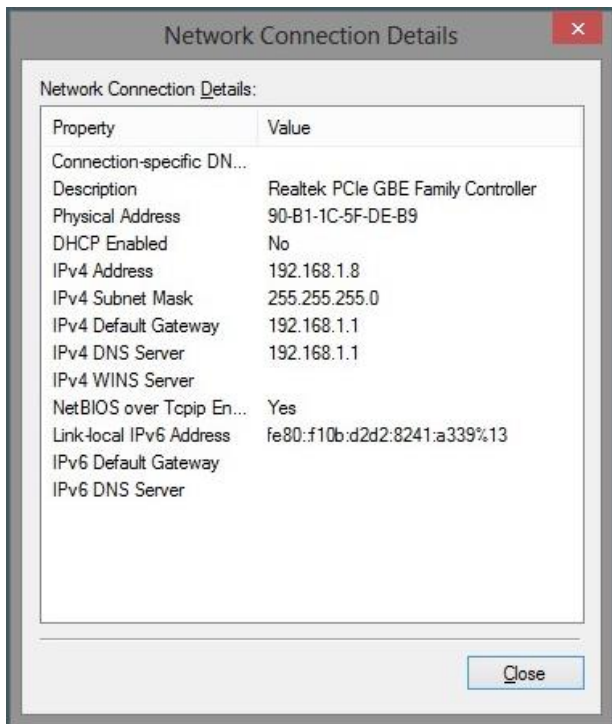 Network Connection Details
Network Connection Details:
Property Value
Connection-specific DN...
Description Realtek PCIe GBE Family Controller
Physical Address 90-B1-1C-5F-DE-B9
DHCP Enabled No
IPv4 Address 192.168.1.8
IPv4 Subnet Mask 255.255.255.0
IPv4 Default Gateway 192.168.1.1
IPv4 DNS Server 192.168.1.1
IPv4 WINS Server
NetBIOS over Tcpip En... Yes
Link-local IPv6 Address fe80::f10b:d2d2:8241:a339%13
IPv6 Default Gateway
IPv6 DNS Server
Close